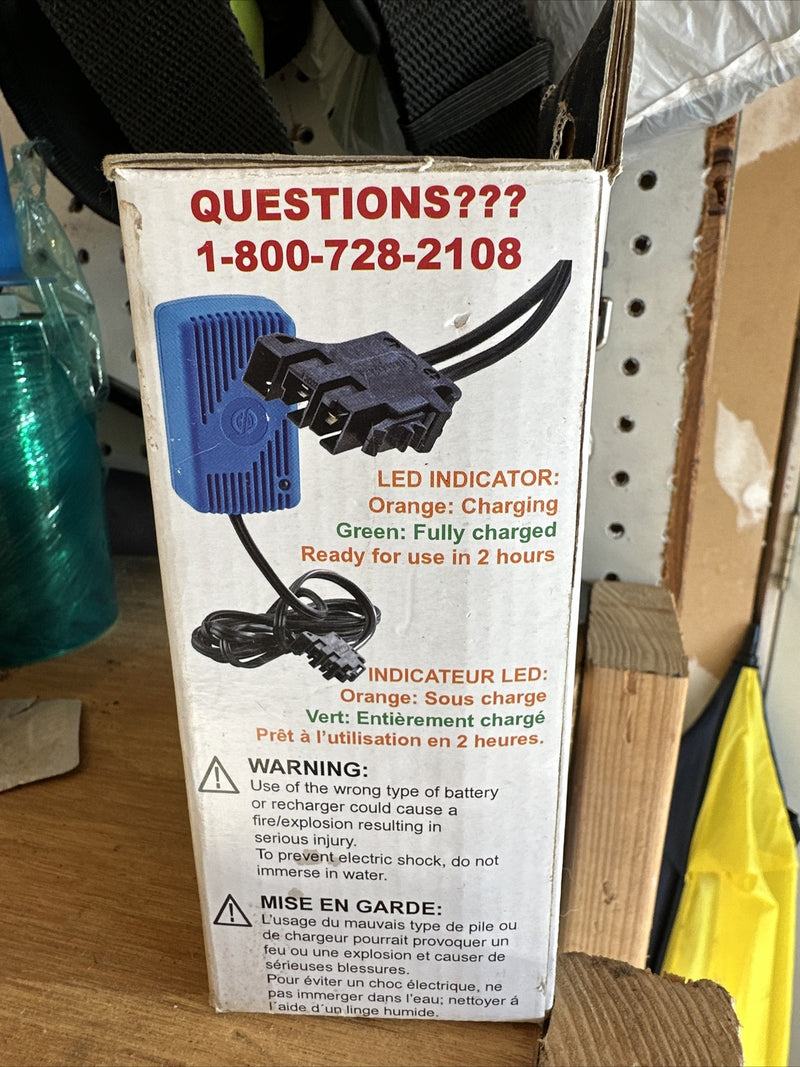 QUESTIONS???
1-800-728-2108
LED INDICATOR:
Orange: Charging
Green: Fully charged
Ready for use in 2 hours
INDICATEUR LED:
Orange: Sous charge
Vert: Entièrement chargé
Prêt à l'utilisation en 2 heures.
WARNING:
Use of the wrong type of battery
or recharger could cause a
fire/explosion resulting in
serious injury.
To prevent electric shock, do not
immerse in water.
MISE EN GARDE:
L'usage du mauvais type de pile ou
de chargeur pourrait provoquer un
feu ou une explosion et causer de
sérieuses blessures.
Pour éviter un choc électrique, ne
pas immerger dans l'eau; nettoyer á
l´aide d´un linge humide.